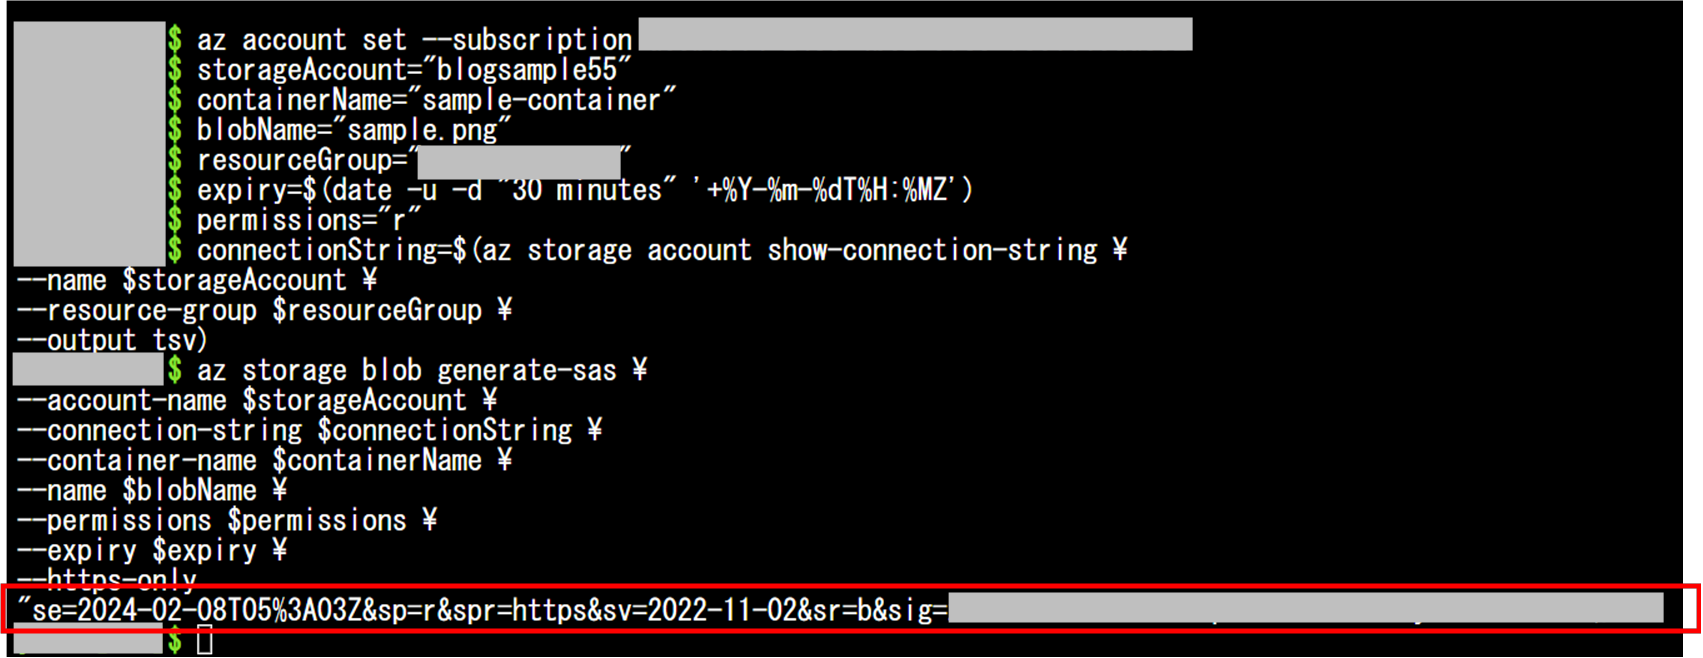 $ az account set --subscription
$ storageAccount="blogsample55"
$ containerName="sample-container"
$ blobName="sample.png"
$ resourceGroup=" "
$ expiry=$(date -u -d "30 minutes" '+%Y-%m-%dT%H:%MZ')
$ permissions="r"
$ connectionString=$(az storage account show-connection-string ¥
--name $storageAccount ¥
--resource-group $resourceGroup ¥
--output tsv)
$ az storage blob generate-sas ¥
--account-name $storageAccount ¥
--connection-string $connectionString ¥
--container-name $containerName ¥
--name $blobName ¥
--permissions $permissions ¥
--expiry $expiry ¥
--https-only
"se=2024-02-08T05%3A03Z&sp=r&spr=https&sv=2022-11-02&sr=b&sig=
$